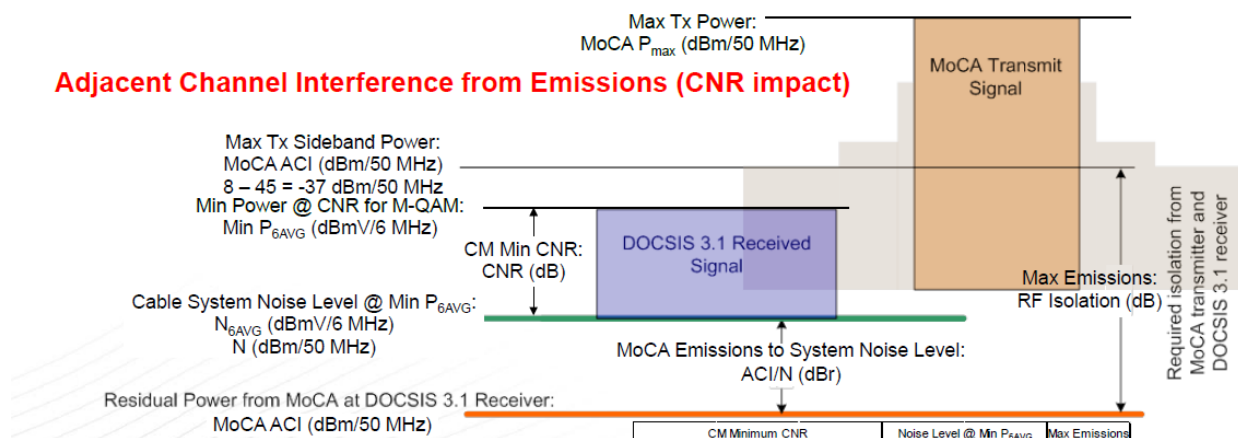 Max Tx Power:
MoCA Pmax (dBm/50 MHz)
MoCA Transmit
Signal
Adjacent Channel Interference from Emissions (CNR impact)
Max Tx Sideband Power:
MoCA ACI (dBm/50 MHz)
8 – 45 = -37 dBm/50 MHz
Min Power @ CNR for M-QAM:
Min P6AVG (dBmV/6 MHz)
CM Min CNR:
CNR (dB)
DOCSIS 3.1 Received
Signal
Max Emissions:
RF Isolation (dB)
Required isolation from
MoCA transmitter and
DOCSIS 3.1 receiver
Cable System Noise Level @ Min P6AVG:
N6AVG (dBmV/6 MHz)
N (dBm/50 MHz)
MoCA Emissions to System Noise Level:
ACI/N (dBr)
Residual Power from MoCA at DOCSIS 3.1 Receiver:
MoCA ACI (dBm/50 MHz)
CM Minimum CNR
Noise Level @ Min P6AVG
Max Emissions